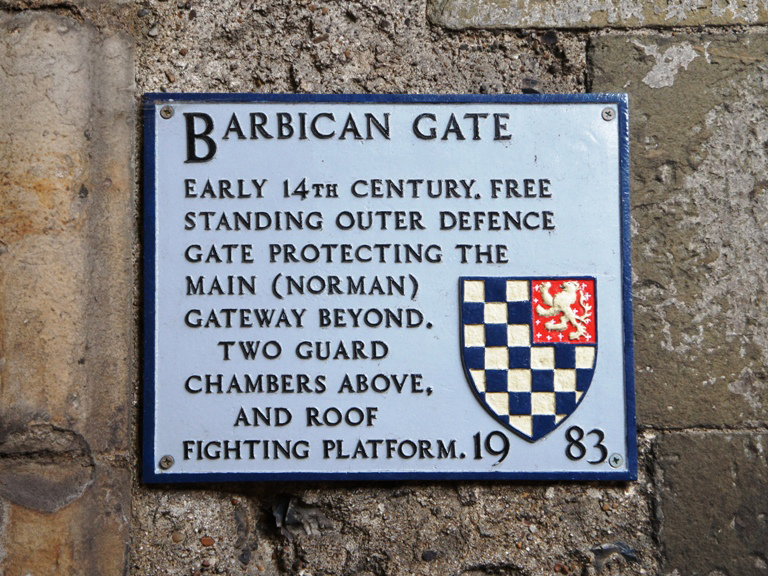 BARBICAN GATE
EARLY 14TH CENTURY. FREE
STANDING OUTER DEFENCE
GATE PROTECTING THE
MAIN (NORMAN)
GATEWAY BEYOND.
TWO GUARD
CHAMBERS ABOVE,
AND ROOF
FIGHTING PLATFORM. 1983.